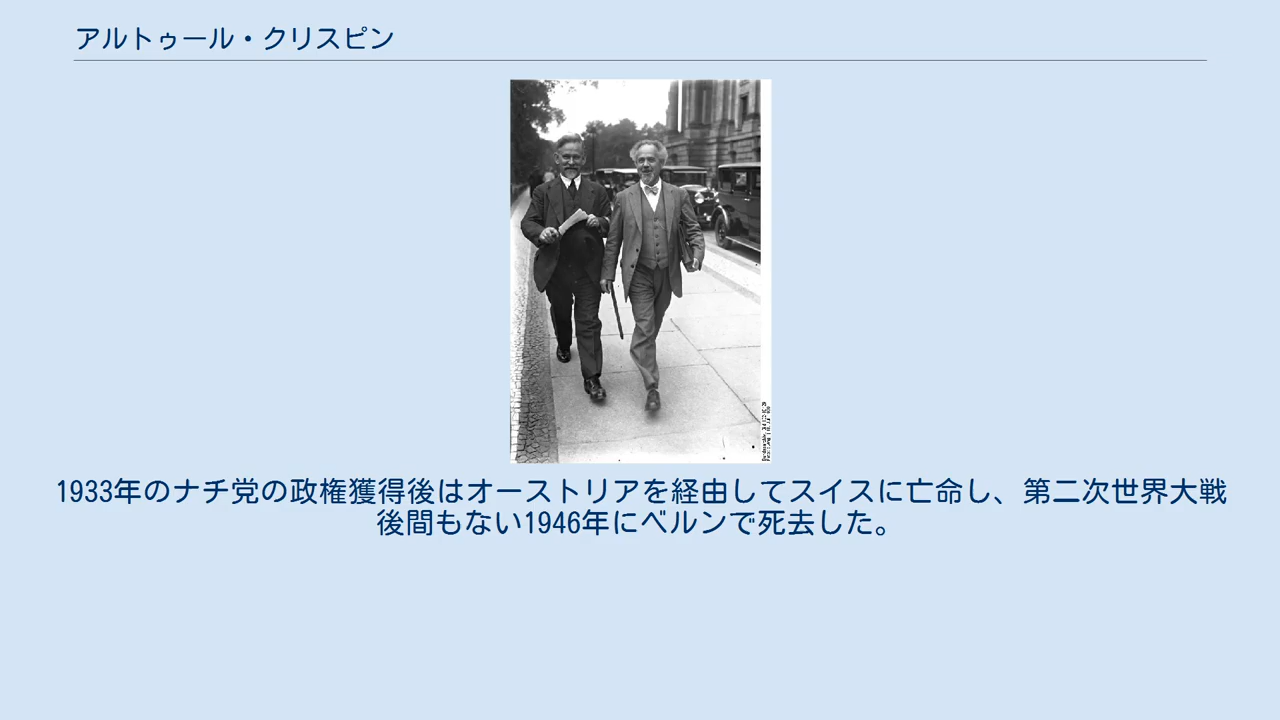 アルトゥール・クリスピン
1933年のナチ党の政権獲得後はオーストリアを経由してスイスに亡命し、第二次世界大戦
後間もない1946年にベルンで死去した。